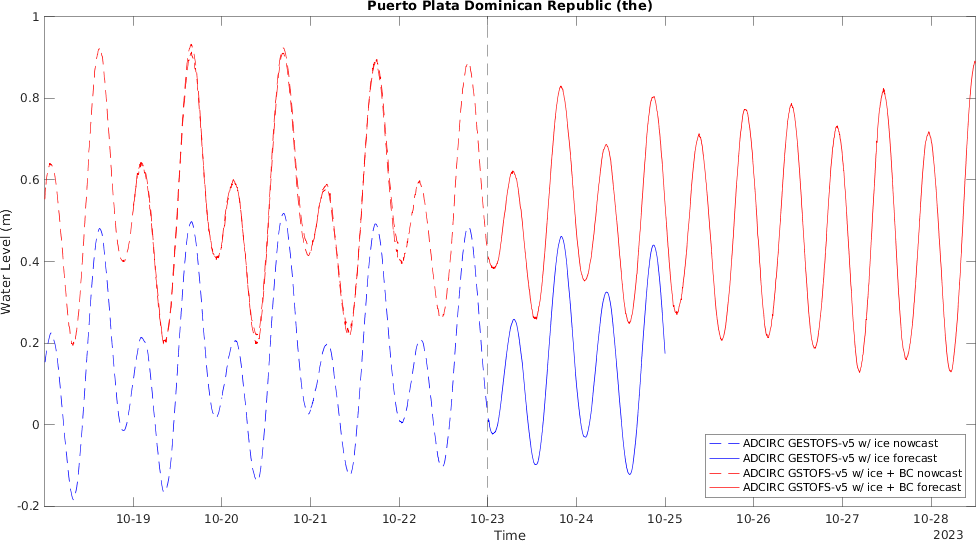 Puerto Plata Dominican Republic (the)
1
0.8
0.6
0.4
0.2
0
-0.2
Water Level (m)
10-19 10-20 10-21 10-22 10-23 10-24 10-25 10-26 10-27 10-28
2023
Time
ADCIRC GESTOFS-v5 w/ ice nowcast
ADCIRC GESTOFS-v5 w/ ice forecast
ADCIRC GSTOFS-v5 w/ ice + BC nowcast
ADCIRC GSTOFS-v5 w/ ice + BC forecast